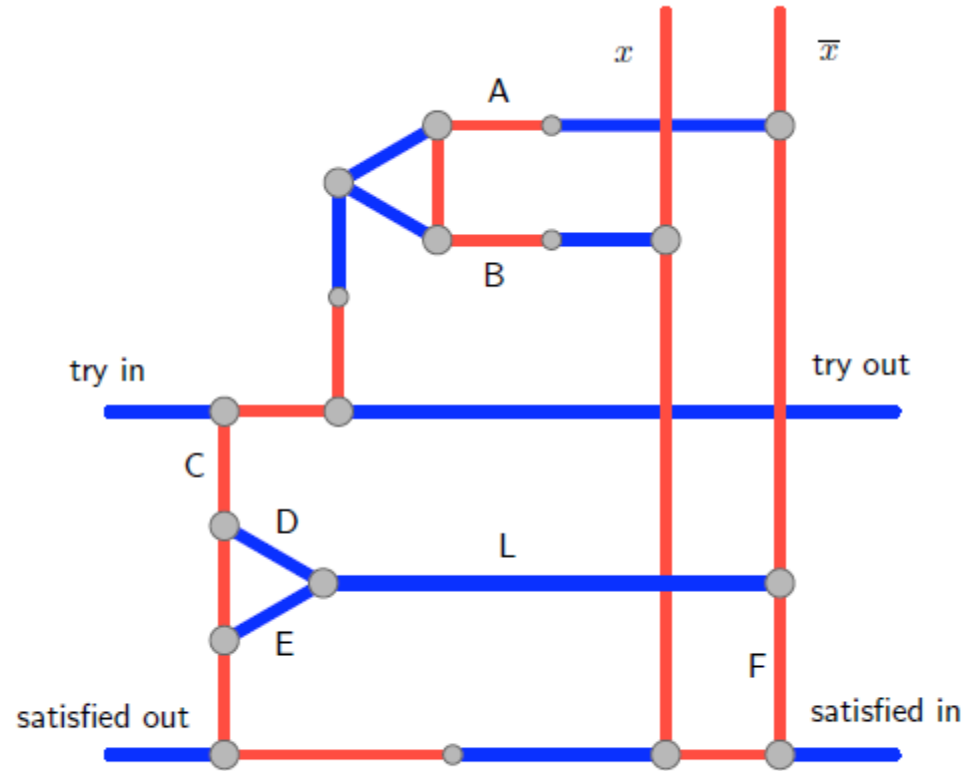 x
x̅
A
B
try in
try out
C
D
L
E
F
satisfied out
satisfied in